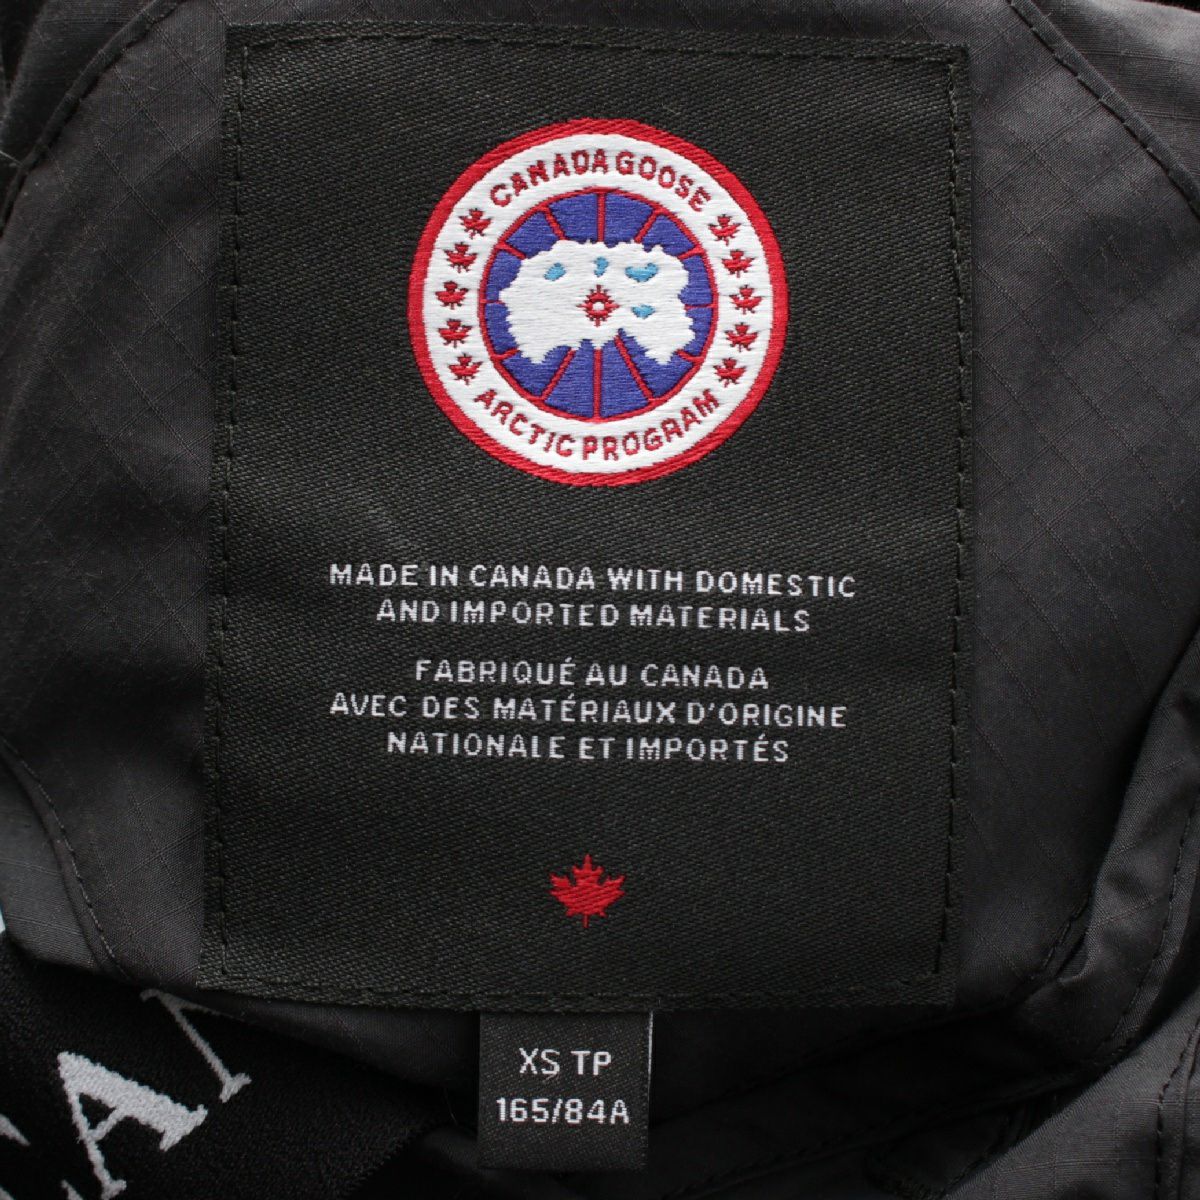 CANADA GOOSE
ARCTIC PROGRAM
MADE IN CANADA WITH DOMESTIC
AND IMPORTED MATERIALS
FABRIQUÉ AU CANADA
AVEC DES MATÉRIAUX D'ORIGINE
NATIONALE ET IMPORTÉS
XS TP
165/84A